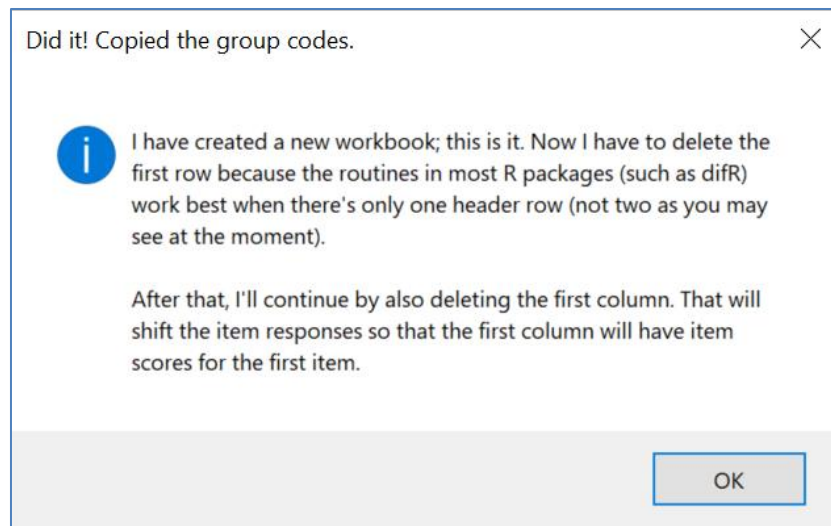 Did it! Copied the group codes.
I have created a new workbook; this is it. Now I have to delete the
first row because the routines in most R packages (such as difR)
work best when there's only one header row (not two as you may
see at the moment).
After that, I'll continue by also deleting the first column. That will
shift the item responses so that the first column will have item
scores for the first item.
OK